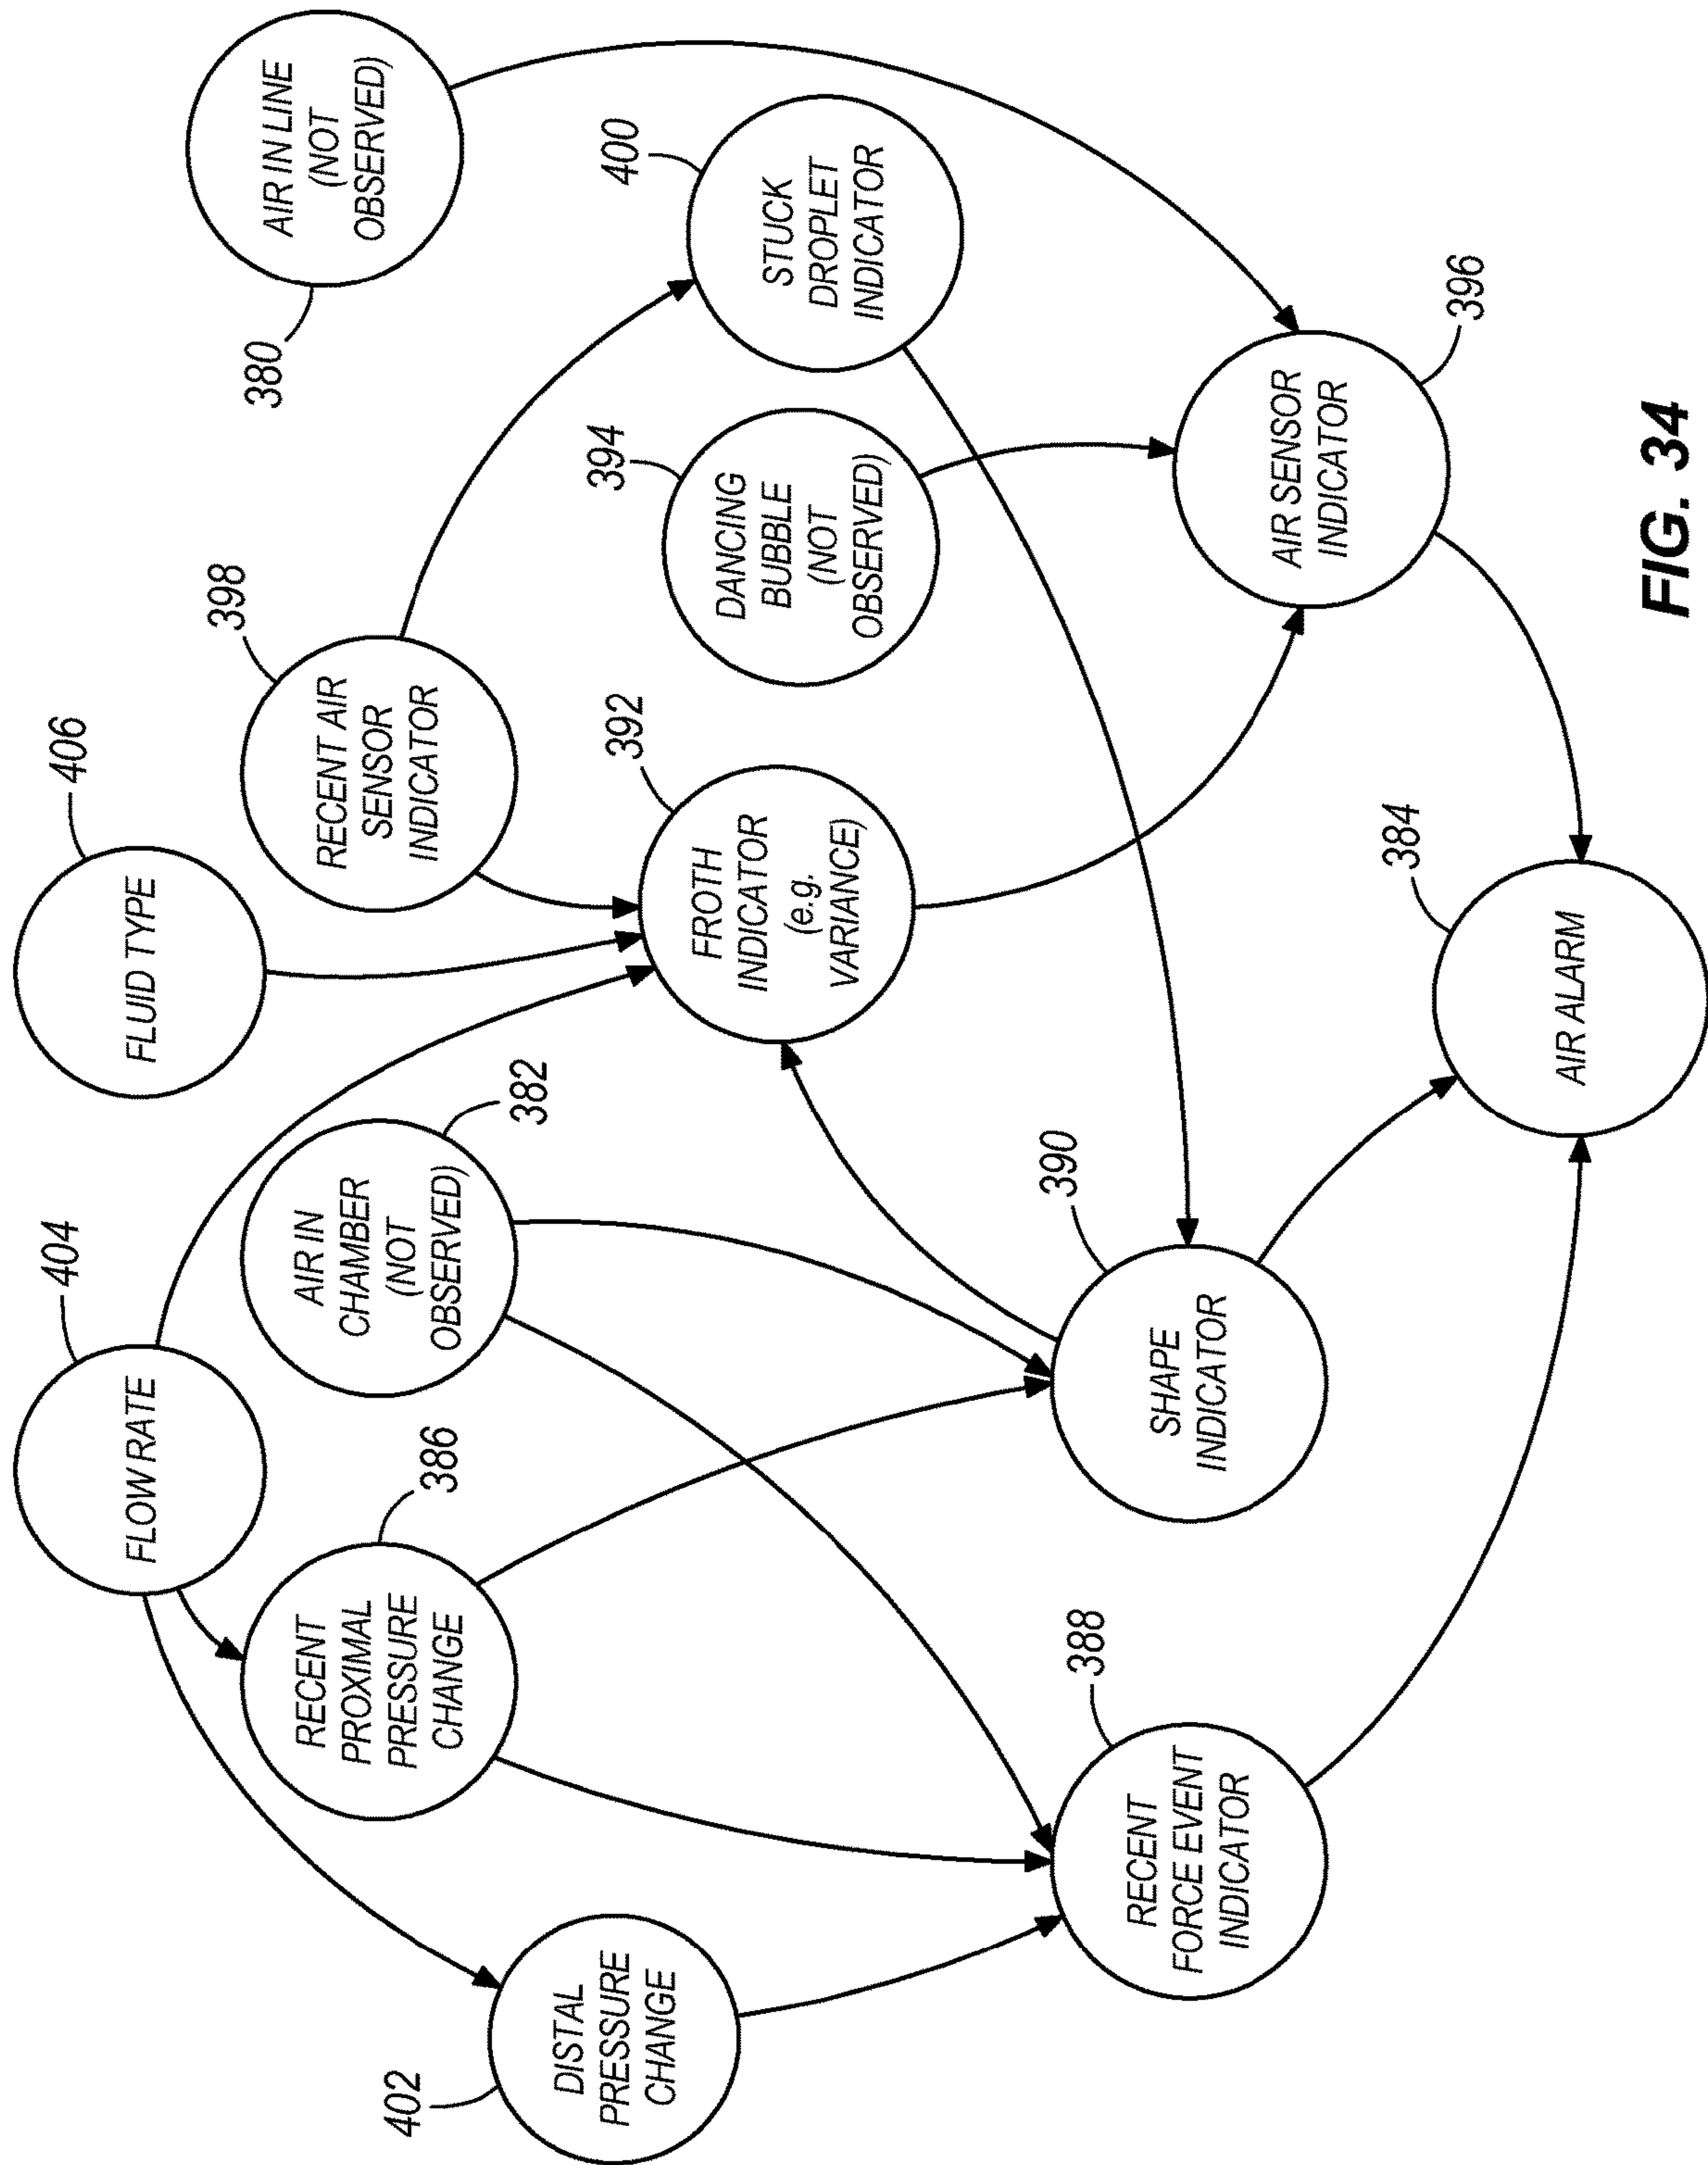 404
406
FLOW RATE
FLUID TYPE
398
380
386
RECENT
PROXIMAL
PRESSURE
CHANGE
AIR IN
CHAMBER
(NOT
OBSERVED)
382
RECENT AIR
SENSOR
INDICATOR
AIR IN LINE
(NOT
OBSERVED)
402
DISTAL
PRESSURE
CHANGE
392
FROTH
INDICATOR
(e.g.
VARIANCE)
394
DANCING
BUBBLE
(NOT
OBSERVED)
400
STUCK
DROPLET
INDICATOR
388
RECENT
FORCE EVENT
INDICATOR
390
SHAPE
INDICATOR
AIR SENSOR
INDICATOR
396
384
AIR ALARM
FIG. 34